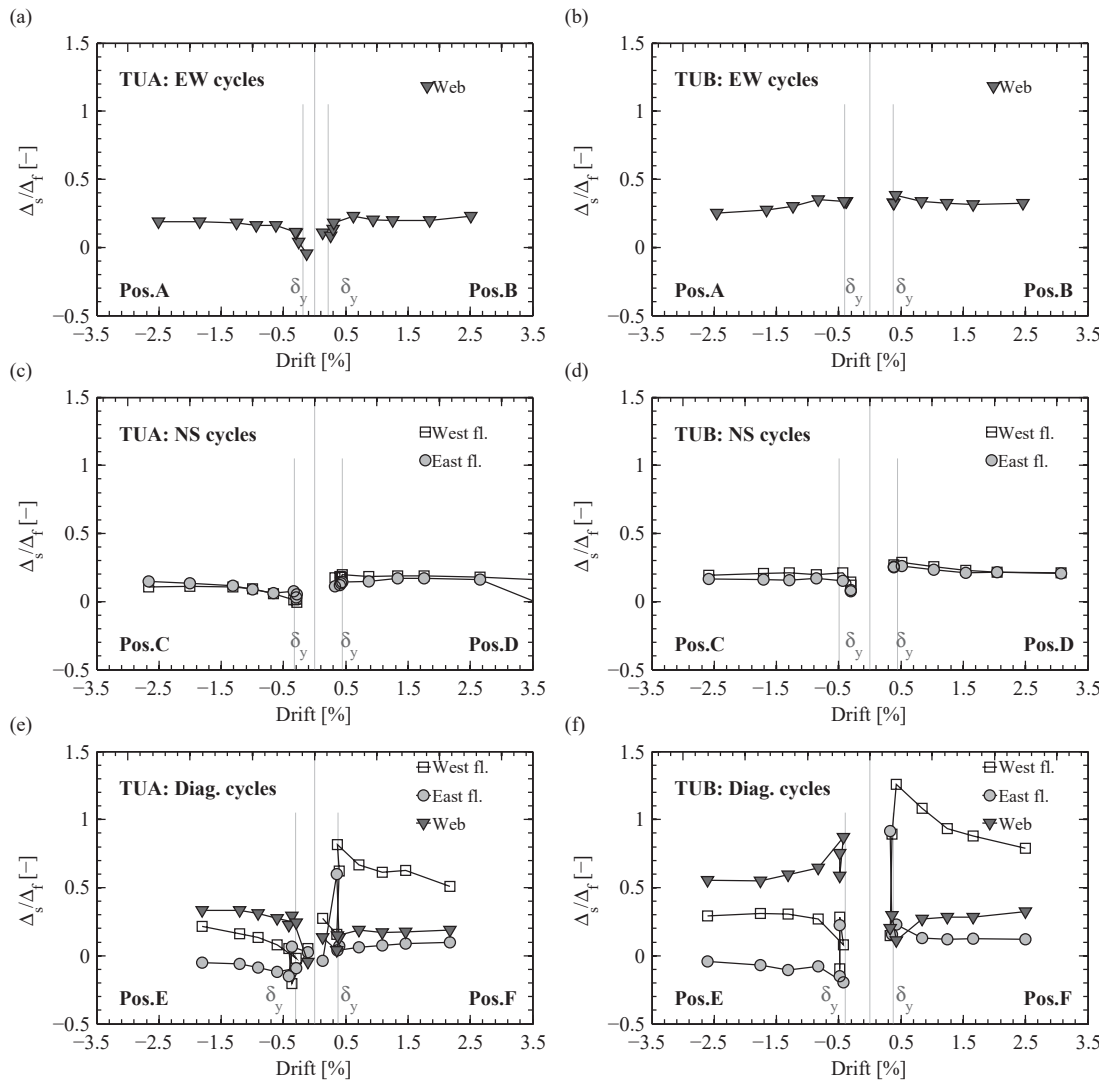 (a)
1.5
1
0.5
0
−0.5
Δs/Δf [−]
TUA: EW cycles
Web
Pos.A
δy
δy
Pos.B
−3.5 −2.5 −1.5 −0.5 0.5 1.5 2.5 3.5
Drift [%]
(b)
1.5
1
0.5
0
−0.5
Δs/Δf [−]
TUB: EW cycles
Web
Pos.A
δy
δy
Pos.B
−3.5 −2.5 −1.5 −0.5 0.5 1.5 2.5 3.5
Drift [%]
(c)
1.5
1
0.5
0
−0.5
Δs/Δf [−]
TUA: NS cycles
West fl.
East fl.
Pos.C
δy
δy
Pos.D
−3.5 −2.5 −1.5 −0.5 0.5 1.5 2.5 3.5
Drift [%]
(d)
1.5
1
0.5
0
−0.5
Δs/Δf [−]
TUB: NS cycles
West fl.
East fl.
Pos.C
δy
δy
Pos.D
−3.5 −2.5 −1.5 −0.5 0.5 1.5 2.5 3.5
Drift [%]
(e)
1.5
1
0.5
0
−0.5
Δs/Δf [−]
TUA: Diag. cycles
West fl.
East fl.
Web
Pos.E
δy
δy
Pos.F
−3.5 −2.5 −1.5 −0.5 0.5 1.5 2.5 3.5
Drift [%]
(f)
1.5
1
0.5
0
−0.5
Δs/Δf [−]
TUB: Diag. cycles
West fl.
East fl.
Web
Pos.E
δy
δy
Pos.F
−3.5 −2.5 −1.5 −0.5 0.5 1.5 2.5 3.5
Drift [%]